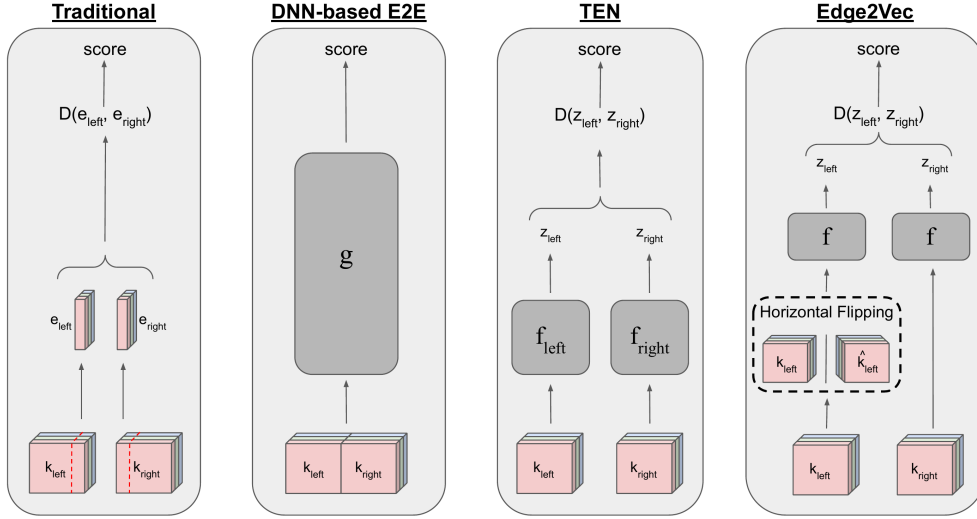 Traditional
score
D(e_left, e_right)
e_left
e_right
k_left
k_right
DNN-based E2E
score
g
k_left
k_right
TEN
score
D(z_left, z_right)
z_left
z_right
f_left
f_right
k_left
k_right
Edge2Vec
score
D(z_left, z_right)
z_left
z_right
f
f
Horizontal Flipping
k_left
k̂_left
k_left
k_right